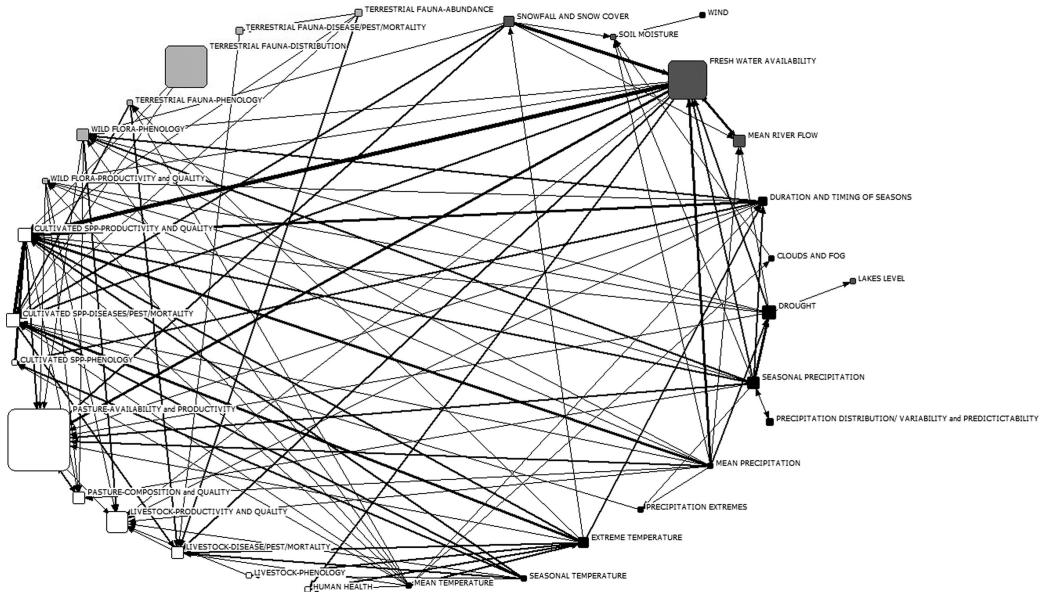 TERRESTRIAL FAUNA-ABUNDANCE
TERRESTRIAL FAUNA-DISEASE/PEST/MORTALITY
TERRESTRIAL FAUNA-DISTRIBUTION
TERRESTRIAL FAUNA-PHENOLOGY
WILD FLORA-PHENOLOGY
WILD FLORA-PRODUCTIVITY and QUALITY
CULTIVATED SPP-PRODUCTIVITY AND QUALITY
CULTIVATED SPP-DISEASES/PEST/MORTALITY
CULTIVATED SPP-PHENOLOGY
PASTURE-AVAILABILITY and PRODUCTIVITY
PASTURE-COMPOSITION and QUALITY
LIVESTOCK-PRODUCTIVITY AND QUALITY
LIVESTOCK-DISEASE/PEST/MORTALITY
LIVESTOCK-PHENOLOGY
HUMAN HEALTH
MEAN TEMPERATURE
SEASONAL TEMPERATURE
EXTREME TEMPERATURE
PRECIPITATION EXTREMES
MEAN PRECIPITATION
PRECIPITATION DISTRIBUTION/ VARIABILITY and PREDICTICTABILITY
SEASONAL PRECIPITATION
DROUGHT
LAKES LEVEL
CLOUDS AND FOG
DURATION AND TIMING OF SEASONS
MEAN RIVER FLOW
FRESH WATER AVAILABILITY
SOIL MOISTURE
WIND
SNOWFALL AND SNOW COVER